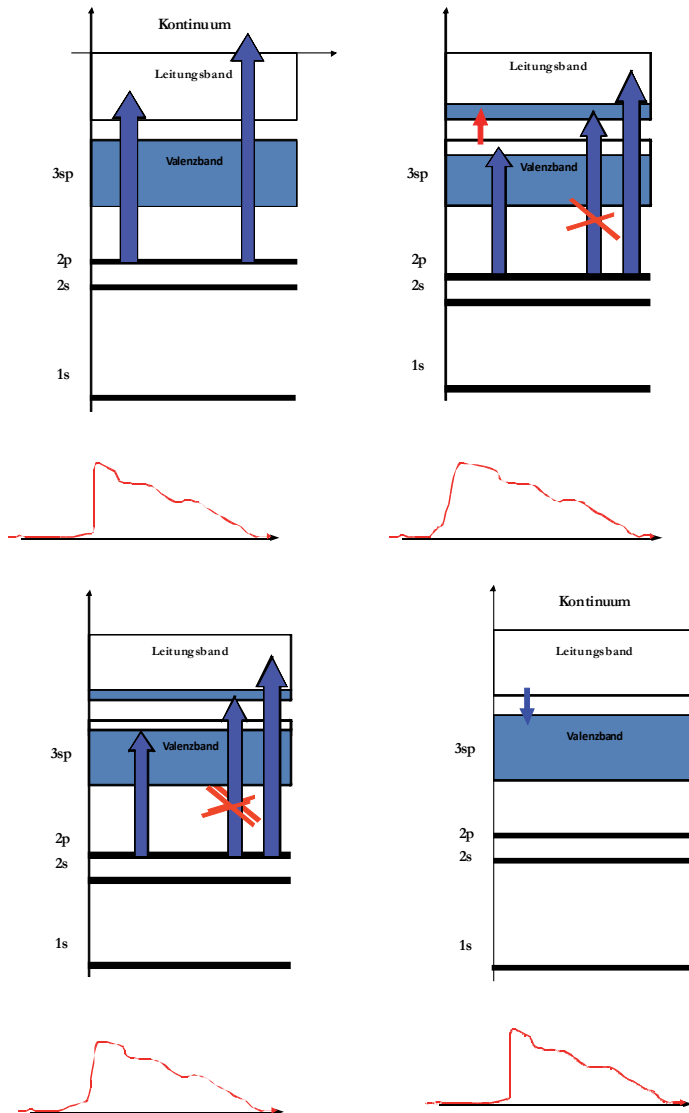 Kontinuum
Leitungsband
Valenzband
3sp
2p
2s
1s
Leitungsband
Valenzband
3sp
2p
2s
1s
Leitungsband
Valenzband
3sp
2p
2s
1s
Kontinuum
Leitungsband
Valenzband
3sp
2p
2s
1s